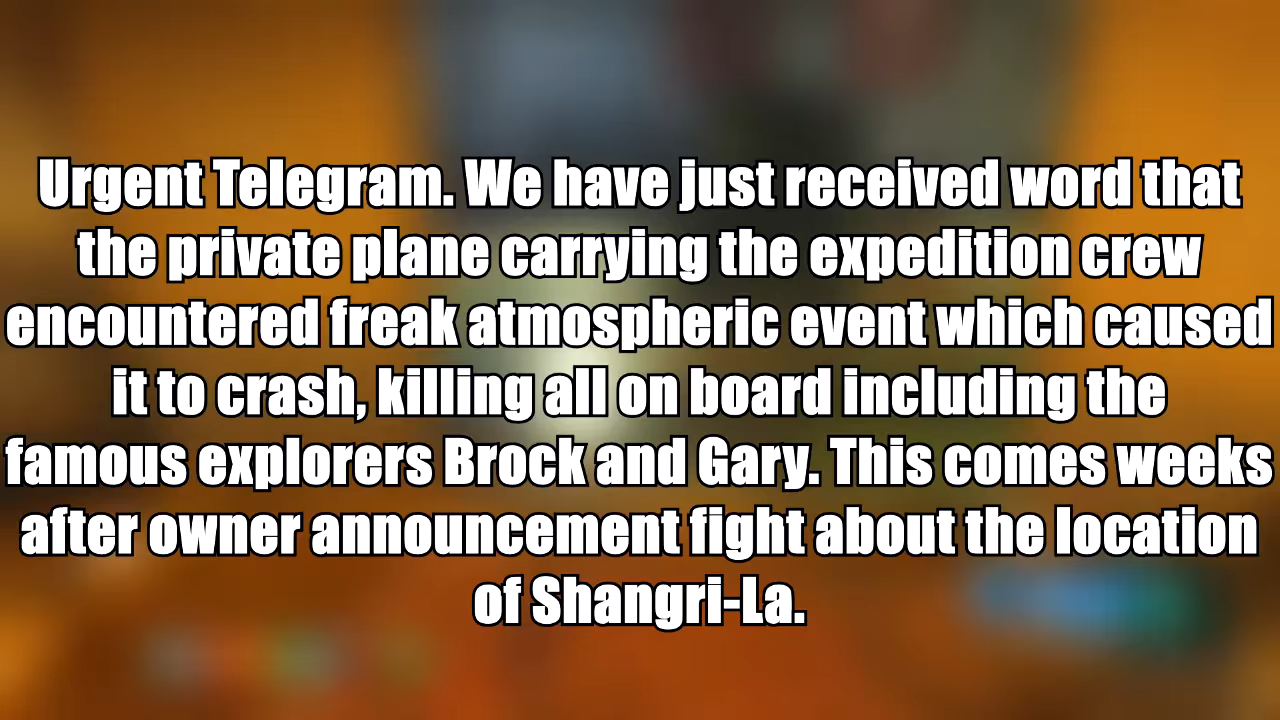 Urgent Telegram. We have just received word that
the private plane carrying the expedition crew
encountered freak atmospheric event which caused
it to crash, killing all on board including the
famous explorers Brock and Gary. This comes weeks
after owner announcement fight about the location
of Shangri-La.